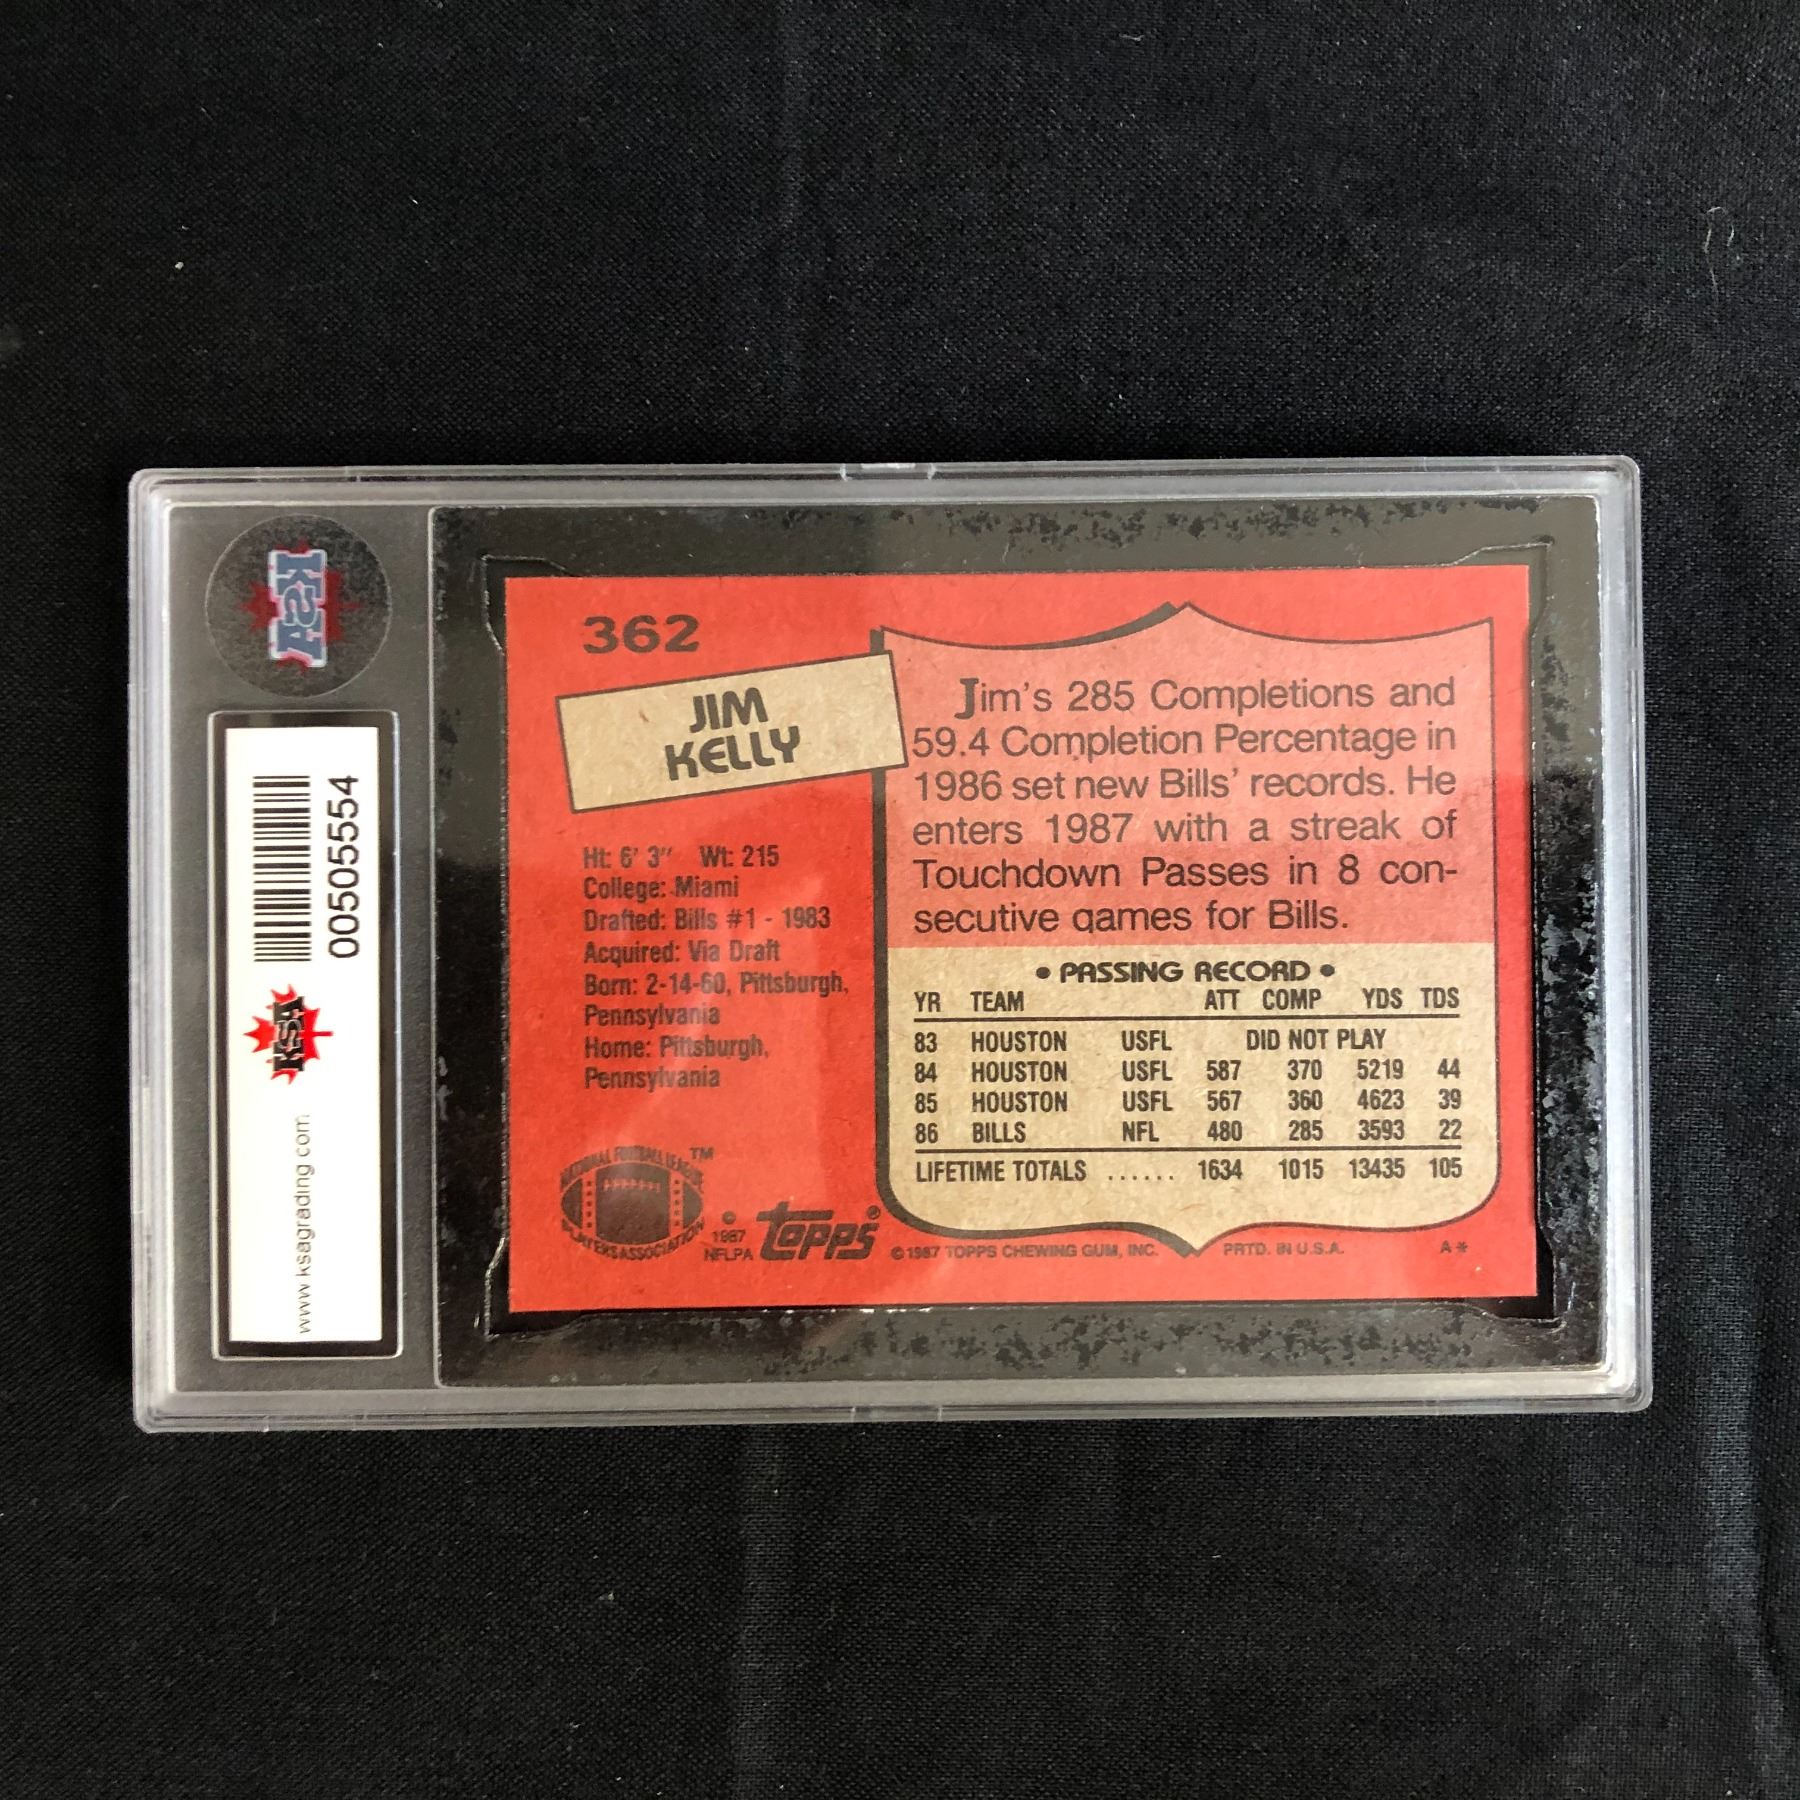 KSA
00505554
KSA
www.ksagrading.com
362
JIM
KELLY
Ht: 6' 3" Wt: 215
College: Miami
Drafted: Bills #1 - 1983
Acquired: Via Draft
Born: 2-14-60, Pittsburgh,
Pennsylvania
Home: Pittsburgh,
Pennsylvania
NATIONAL FOOTBALL LEAGUE
PLAYERS ASSOCIATION
TM
© 1987
NFLPA
TOPPS®
Jim's 285 Completions and
59.4 Completion Percentage in
1986 set new Bills' records. He
enters 1987 with a streak of
Touchdown Passes in 8 con-
secutive games for Bills.
• PASSING RECORD •
YR TEAM ATT COMP YDS TDS
83 HOUSTON USFL DID NOT PLAY
84 HOUSTON USFL 587 370 5219 44
85 HOUSTON USFL 567 360 4623 39
86 BILLS NFL 480 285 3593 22
LIFETIME TOTALS ...... 1634 1015 13435 105
© 1987 TOPPS CHEWING GUM, INC. PRTD. IN U.S.A. A*